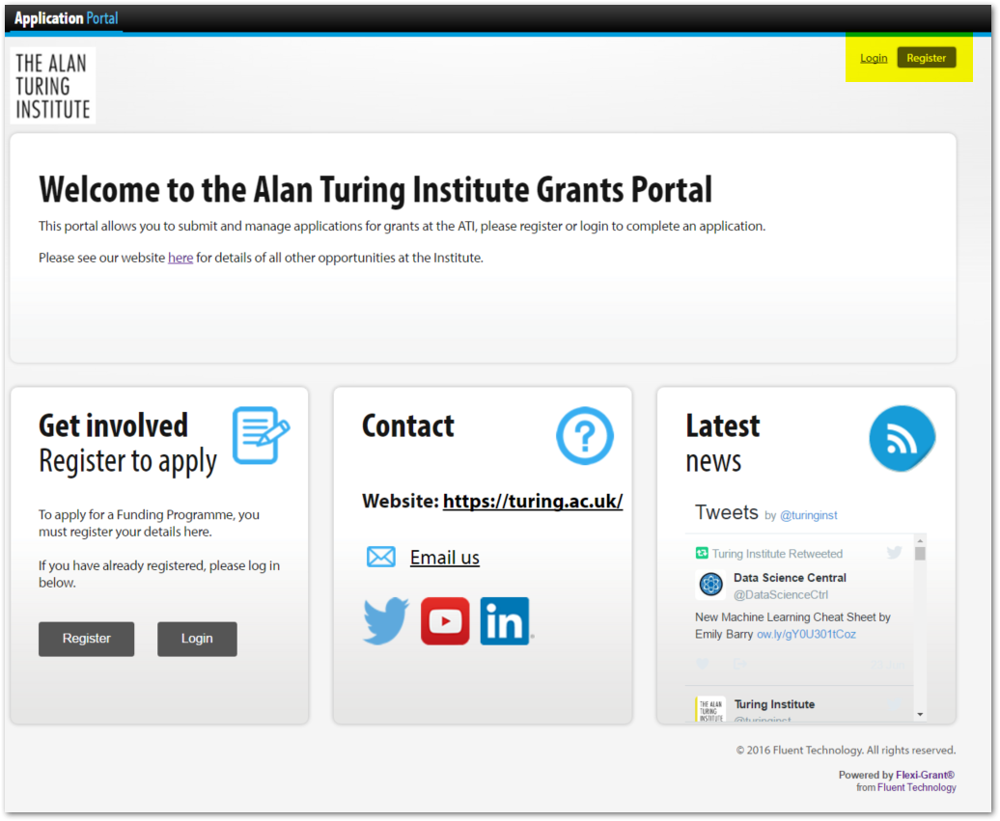 Application Portal
THE ALAN
TURING
INSTITUTE
Login Register
Welcome to the Alan Turing Institute Grants Portal
This portal allows you to submit and manage applications for grants at the ATI, please register or login to complete an application.
Please see our website here for details of all other opportunities at the Institute.
Get involved
Register to apply
To apply for a Funding Programme, you
must register your details here.
If you have already registered, please log in
below.
Register Login
Contact
Website: https://turing.ac.uk/
Email us
in
Latest
news
Tweets by @turinginst
Turing Institute Retweeted
Data Science Central
@DataScienceCtrl
New Machine Learning Cheat Sheet by
Emily Barry ow.ly/gY0U301tCoz
THE ALAN
TURING
INSTITUTE
Turing Institute
@turinginst
© 2016 Fluent Technology. All rights reserved.
Powered by Flexi-Grant®
from Fluent Technology